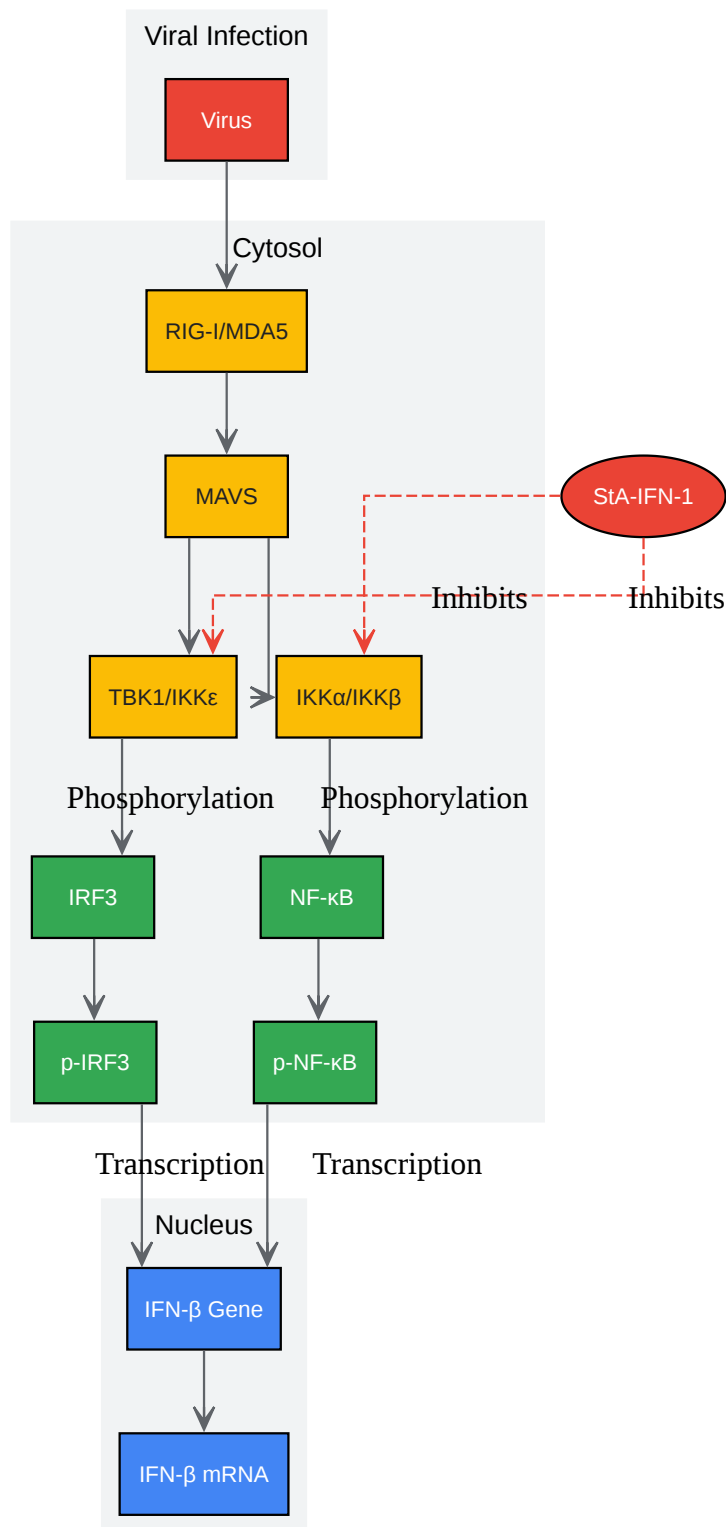 Viral Infection
Virus
Cytosol
RIG-I/MDA5
MAVS
StA-IFN-1
Inhibits
Inhibits
TBK1/IKKε
IKKα/IKKβ
Phosphorylation
Phosphorylation
IRF3
NF-κB
p-IRF3
p-NF-κB
Transcription
Transcription
Nucleus
IFN-β Gene
IFN-β mRNA